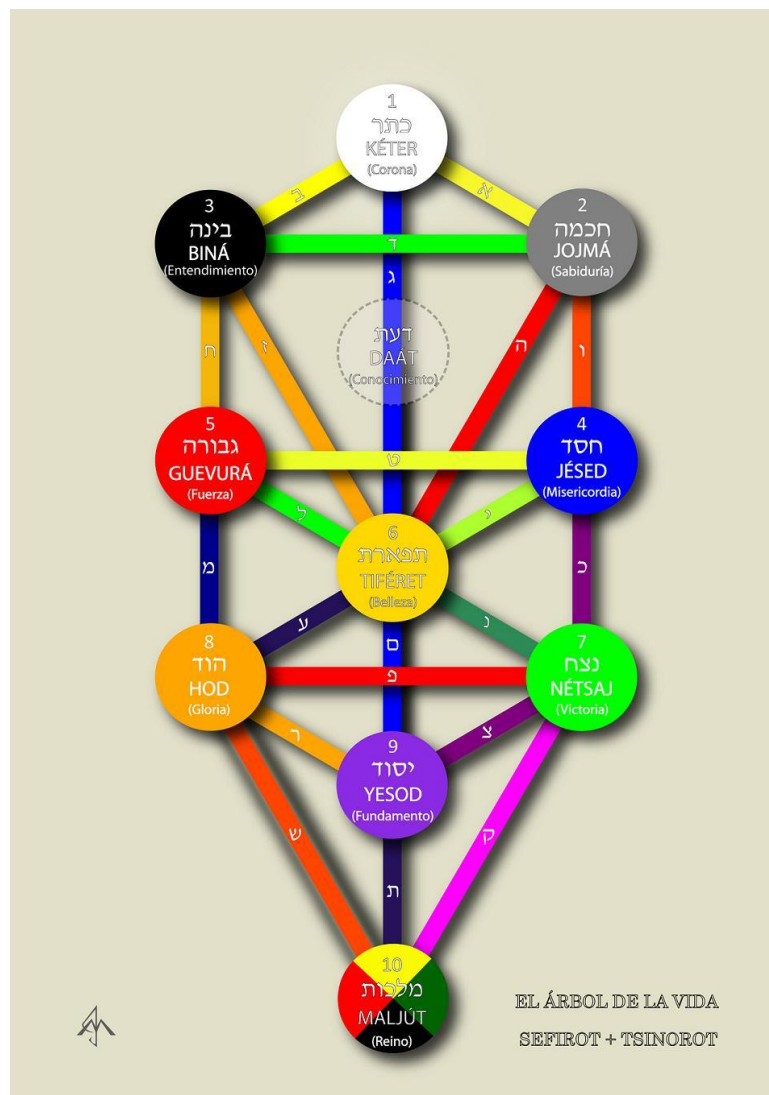 1
כתר
KÉTER
(Corona)
ב
א
3
בינה
BINÁ
(Entendimiento)
ד
2
חכמה
JOJMÁ
(Sabiduría)
ג
ח
ז
דעת
DAÁT
(Conocimiento)
ה
ו
5
גבורה
GUEVURÁ
(Fuerza)
ט
4
חסד
JÉSED
(Misericordia)
ל
י
6
תפארת
TIFÉRET
(Belleza)
מ
כ
ע
נ
ס
8
הוד
HOD
(Gloria)
פ
7
נצח
NÉTSAJ
(Victoria)
ר
צ
9
יסוד
YESOD
(Fundamento)
ש
ק
ת
10
מלכות
MALJÚT
(Reino)
EL ÁRBOL DE LA VIDA
SEFIROT + TSINOROT